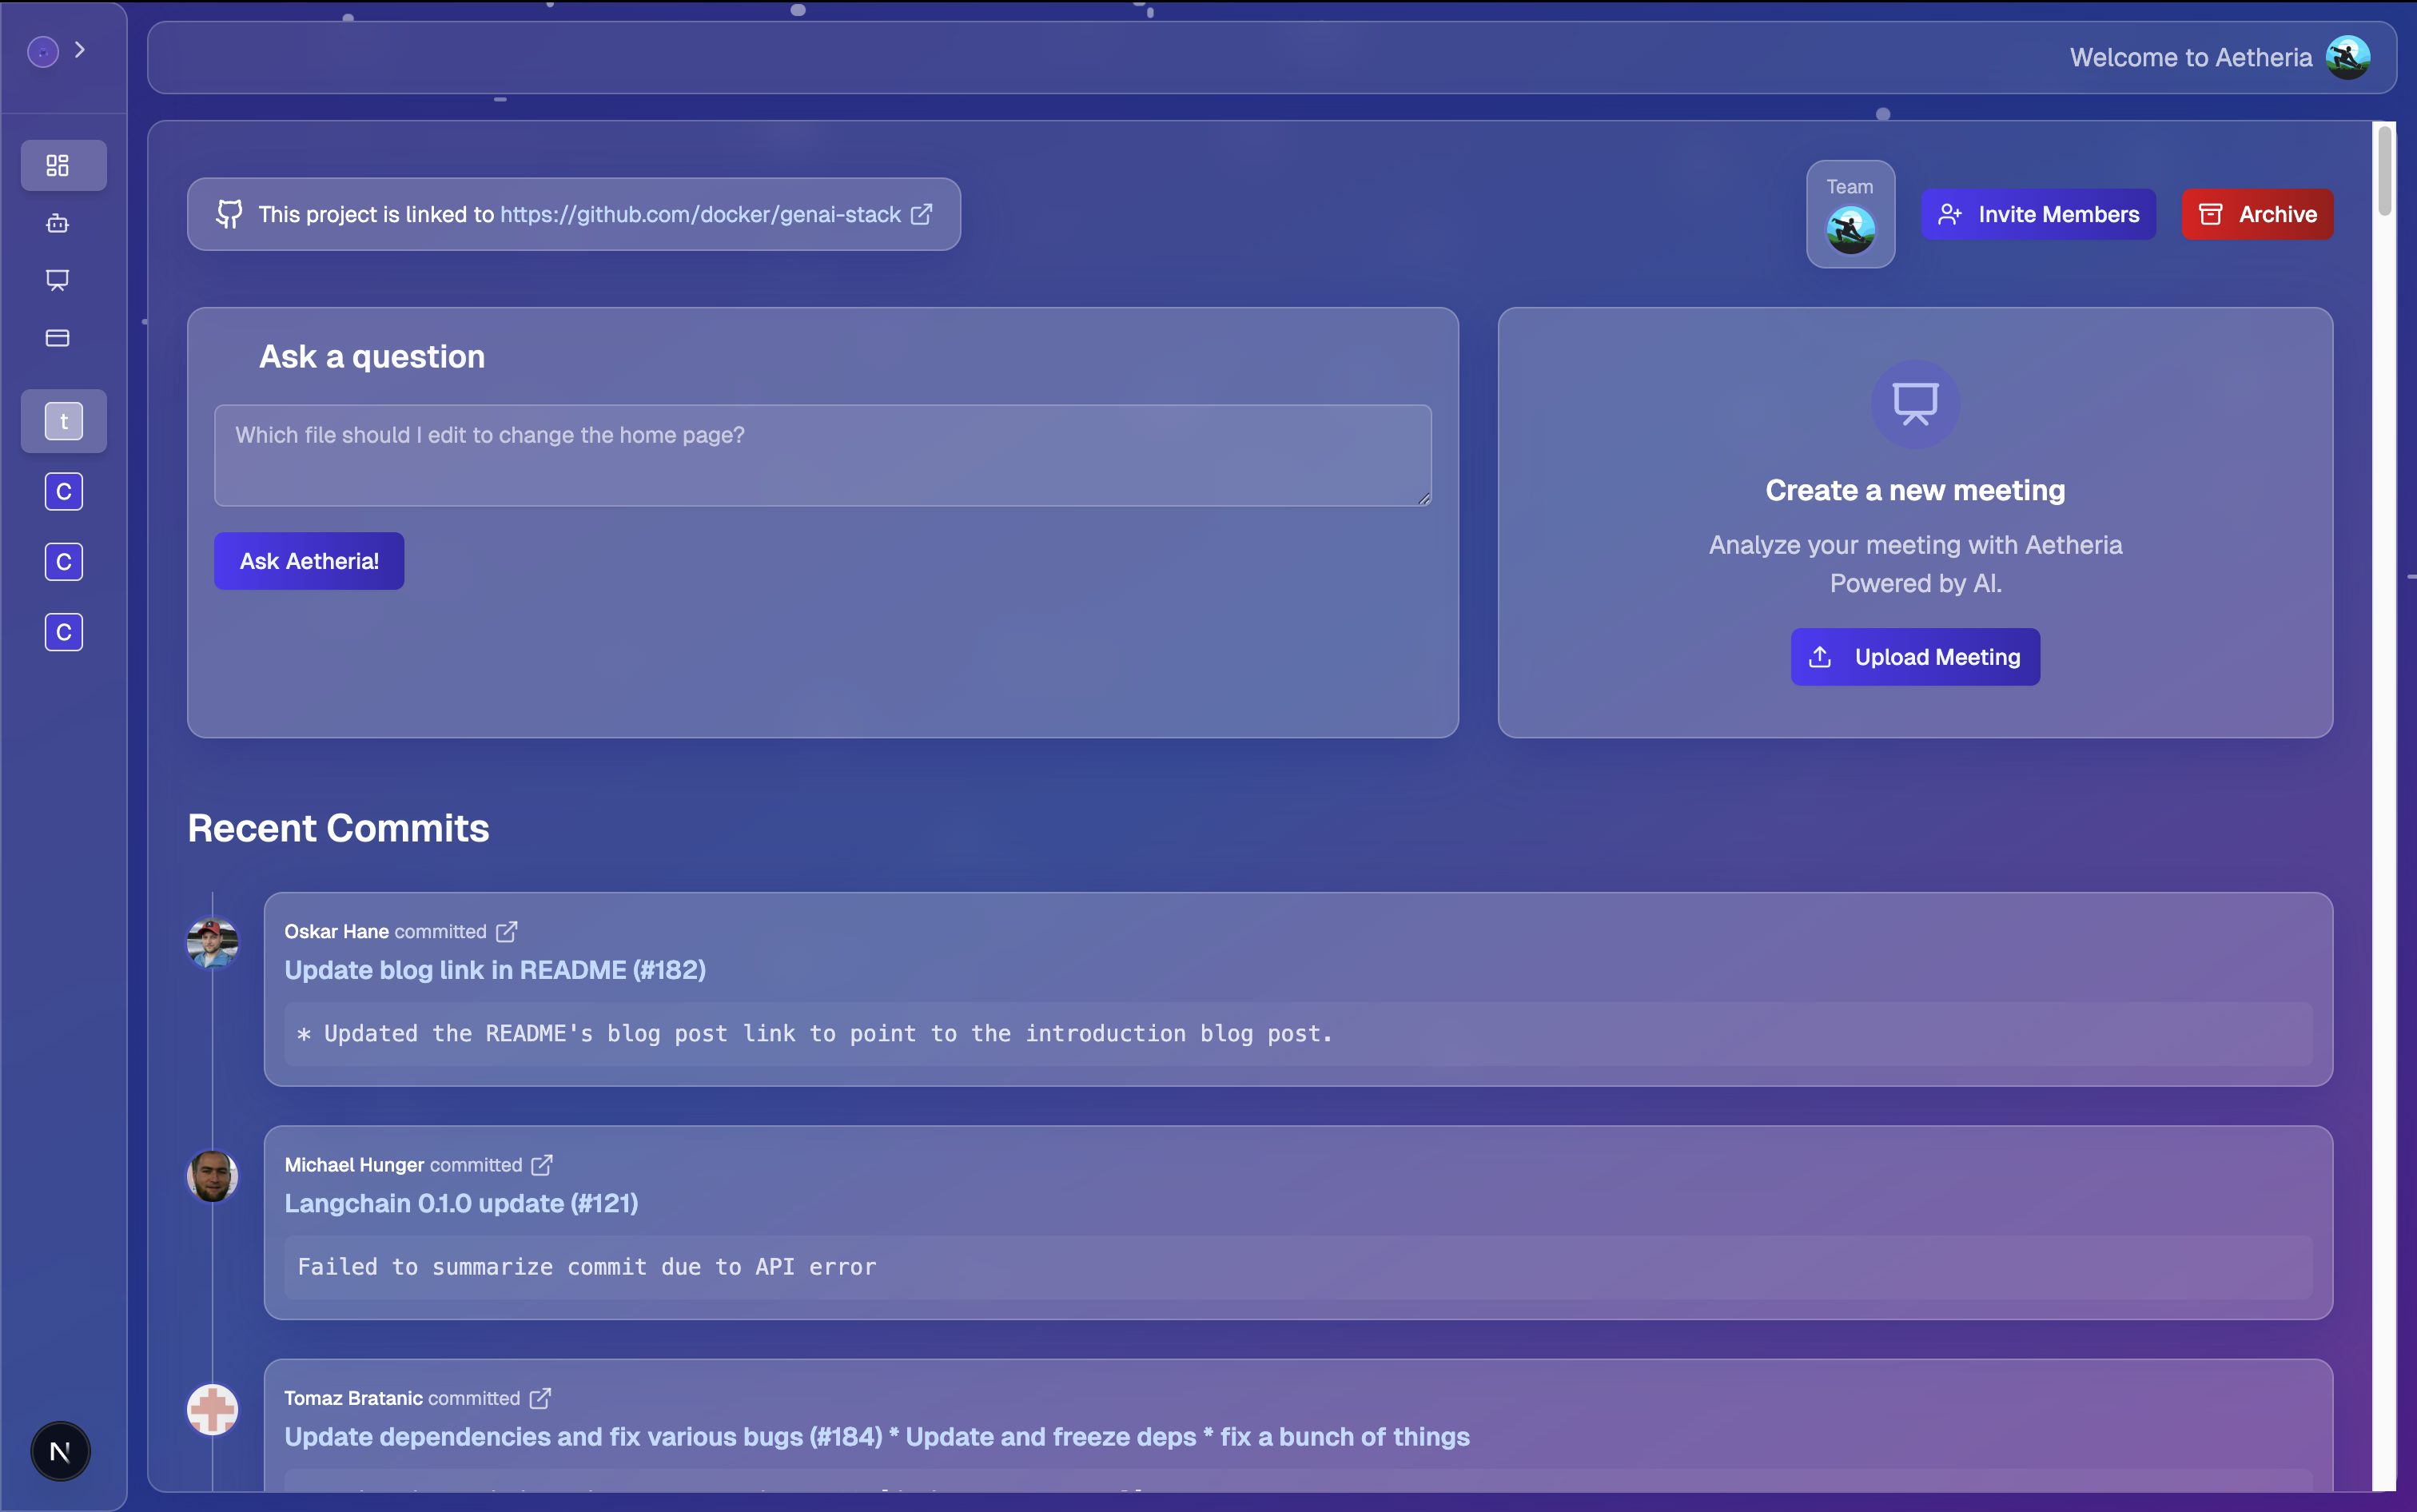 Welcome to Aetheria
This project is linked to https://github.com/docker/genai-stack
Team
Invite Members
Archive
Ask a question
Which file should I edit to change the home page?
Ask Aetheria!
Create a new meeting
Analyze your meeting with Aetheria
Powered by AI.
Upload Meeting
t
C
C
C
Recent Commits
Oskar Hane committed
Update blog link in README (#182)
* Updated the README's blog post link to point to the introduction blog post.
Michael Hunger committed
Langchain 0.1.0 update (#121)
Failed to summarize commit due to API error
Tomaz Bratanic committed
Update dependencies and fix various bugs (#184) * Update and freeze deps * fix a bunch of things
N